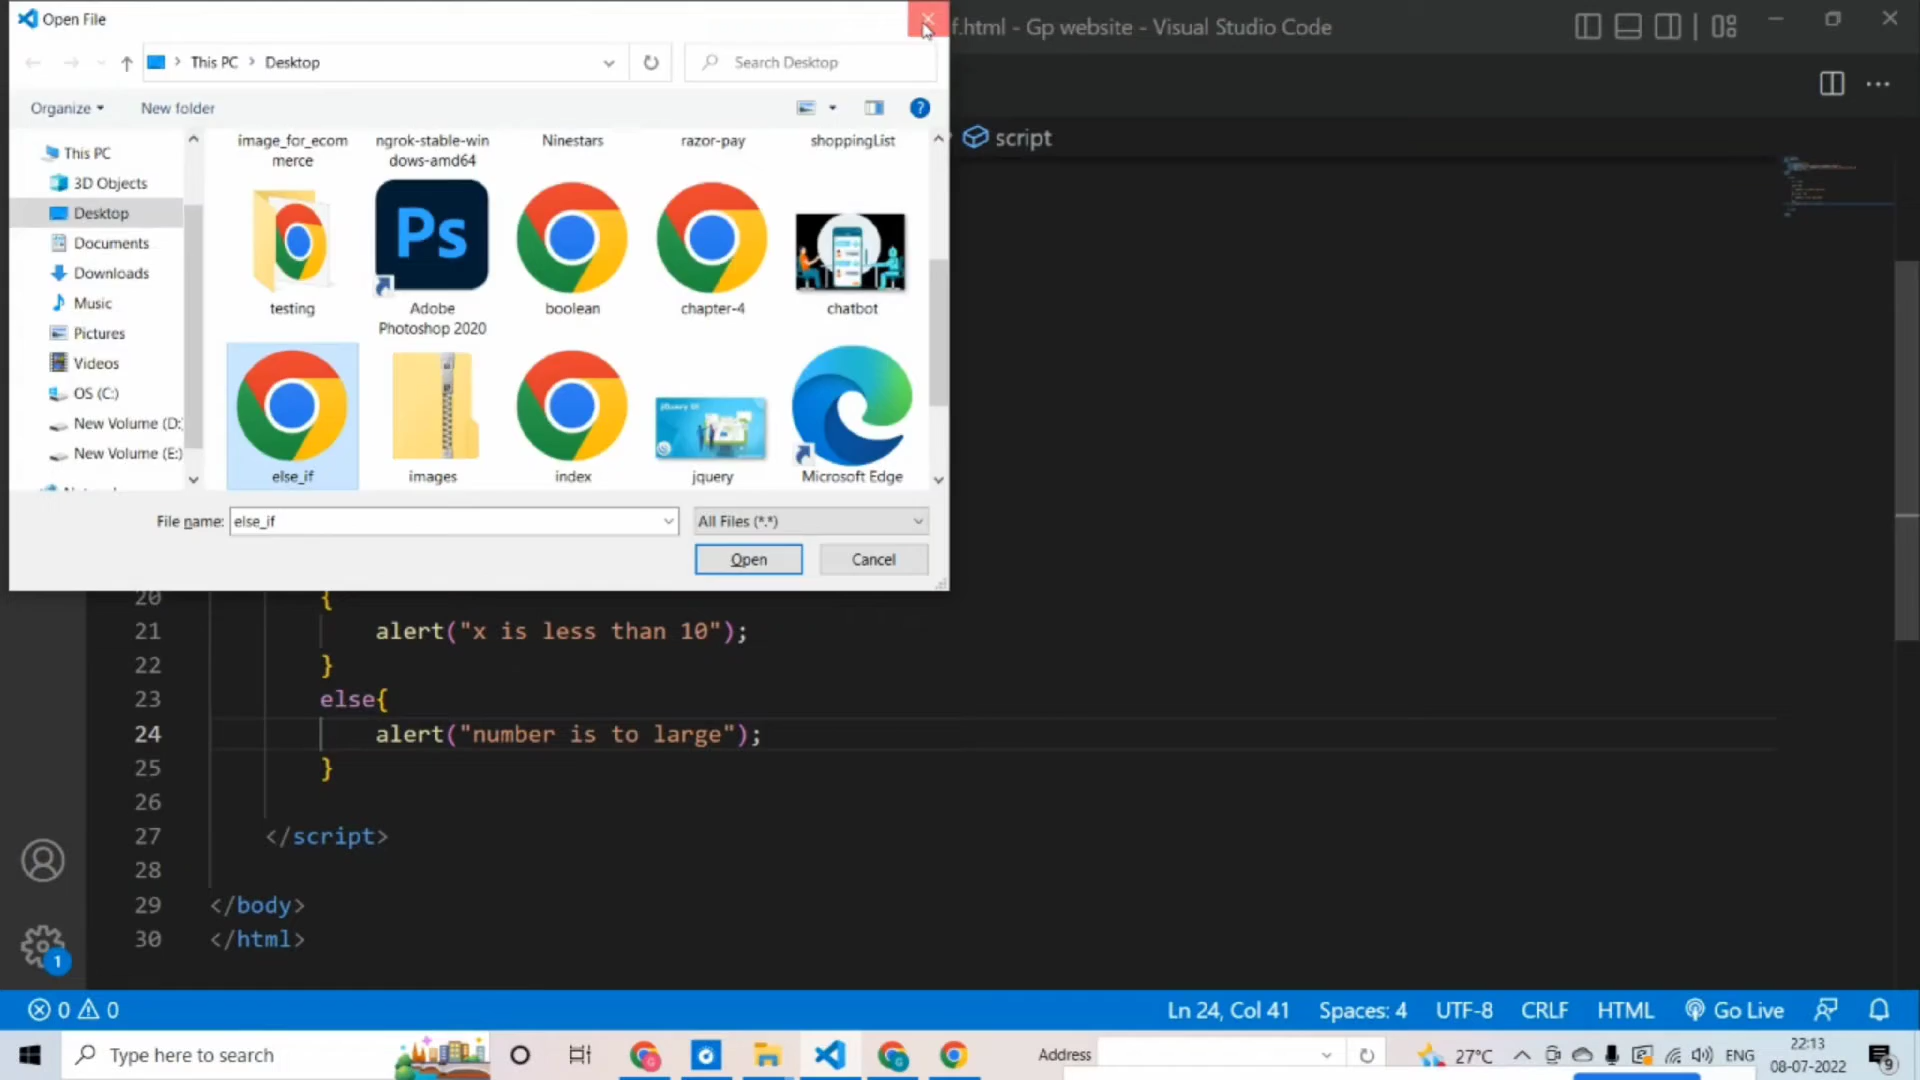 Open File
f.html - Gp website - Visual Studio Code
This PC > Desktop
Search Desktop
Organize
New folder
script
This PC
3D Objects
Desktop
Documents
Downloads
Music
Pictures
Videos
OS (C:)
New Volume (D:
New Volume (E:)
image_for_ecom
merce
ngrok-stable-win
dows-amd64
Ninestars
razor-pay
shoppingList
testing
Ps
Adobe
Photoshop 2020
boolean
chapter-4
chatbot
else_if
images
index
jQuery UI
jquery
Microsoft Edge
File name: else_if
All Files (*.*)
Open
Cancel
20 {
21 alert("x is less than 10");
22 }
23 else{
24 alert("number is to large");
25 }
26
27 </script>
28
29 </body>
30 </html>
1
0 0
Ln 24, Col 41
Spaces: 4
UTF-8
CRLF
HTML
Go Live
Type here to search
Address
27°C
ENG
22:13
08-07-2022
9